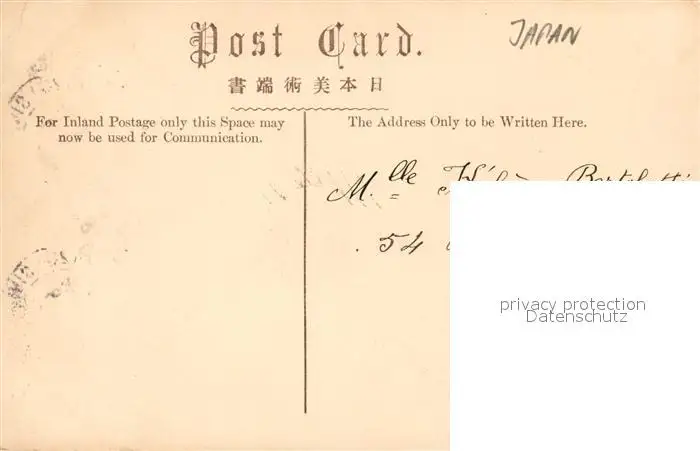 Post Card.
JAPAN
書端術美本日
For Inland Postage only this Space may
now be used for Communication.
The Address Only to be Written Here.
M.lle
54
privacy protection
Datenschutz